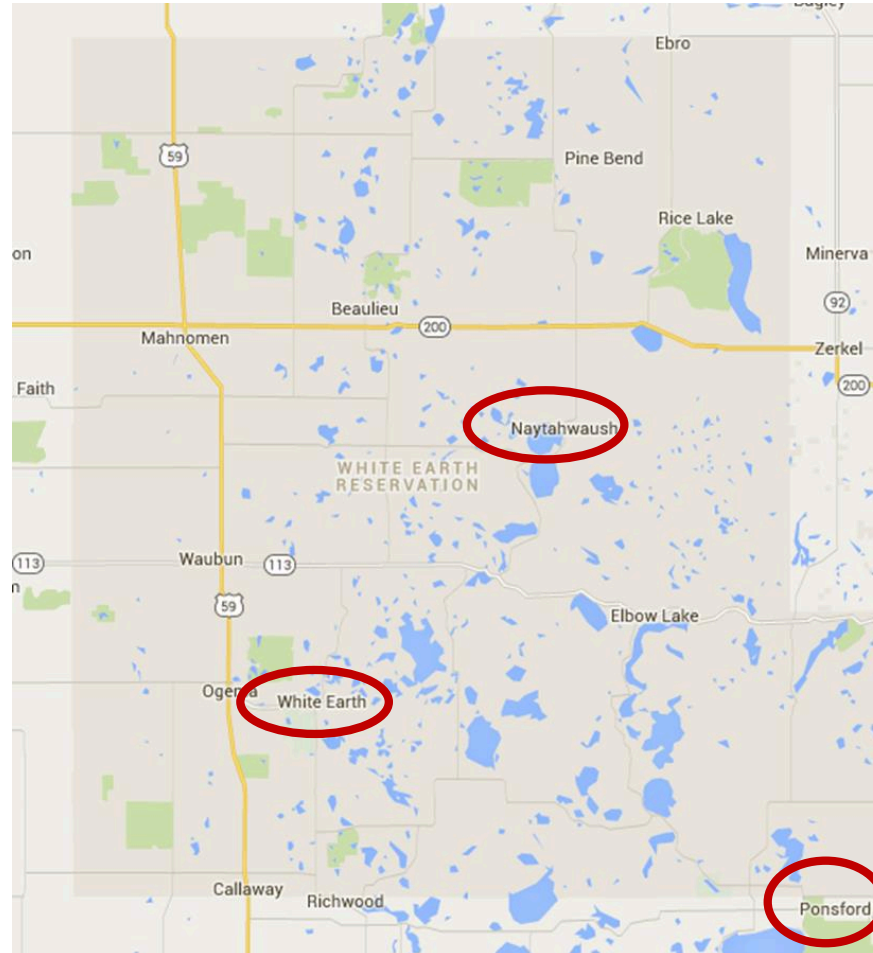 Bagley
Ebro
59
Pine Bend
Rice Lake
on
Minerva
92
Beaulieu
200
Mahnomen
Zerkel
Faith
200
Naytahwaush
WHITE EARTH
RESERVATION
Waubun
113
113
m
59
Elbow Lake
Ogema
White Earth
Callaway
Richwood
Ponsford